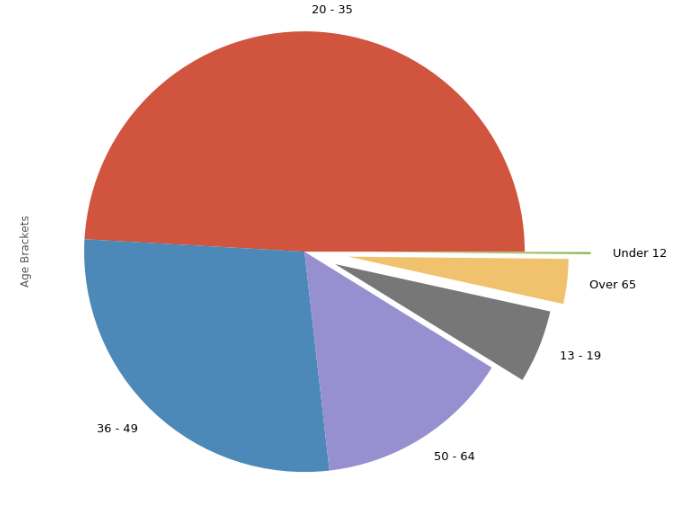 20 - 35
Under 12
Over 65
13 - 19
50 - 64
36 - 49
Age Brackets